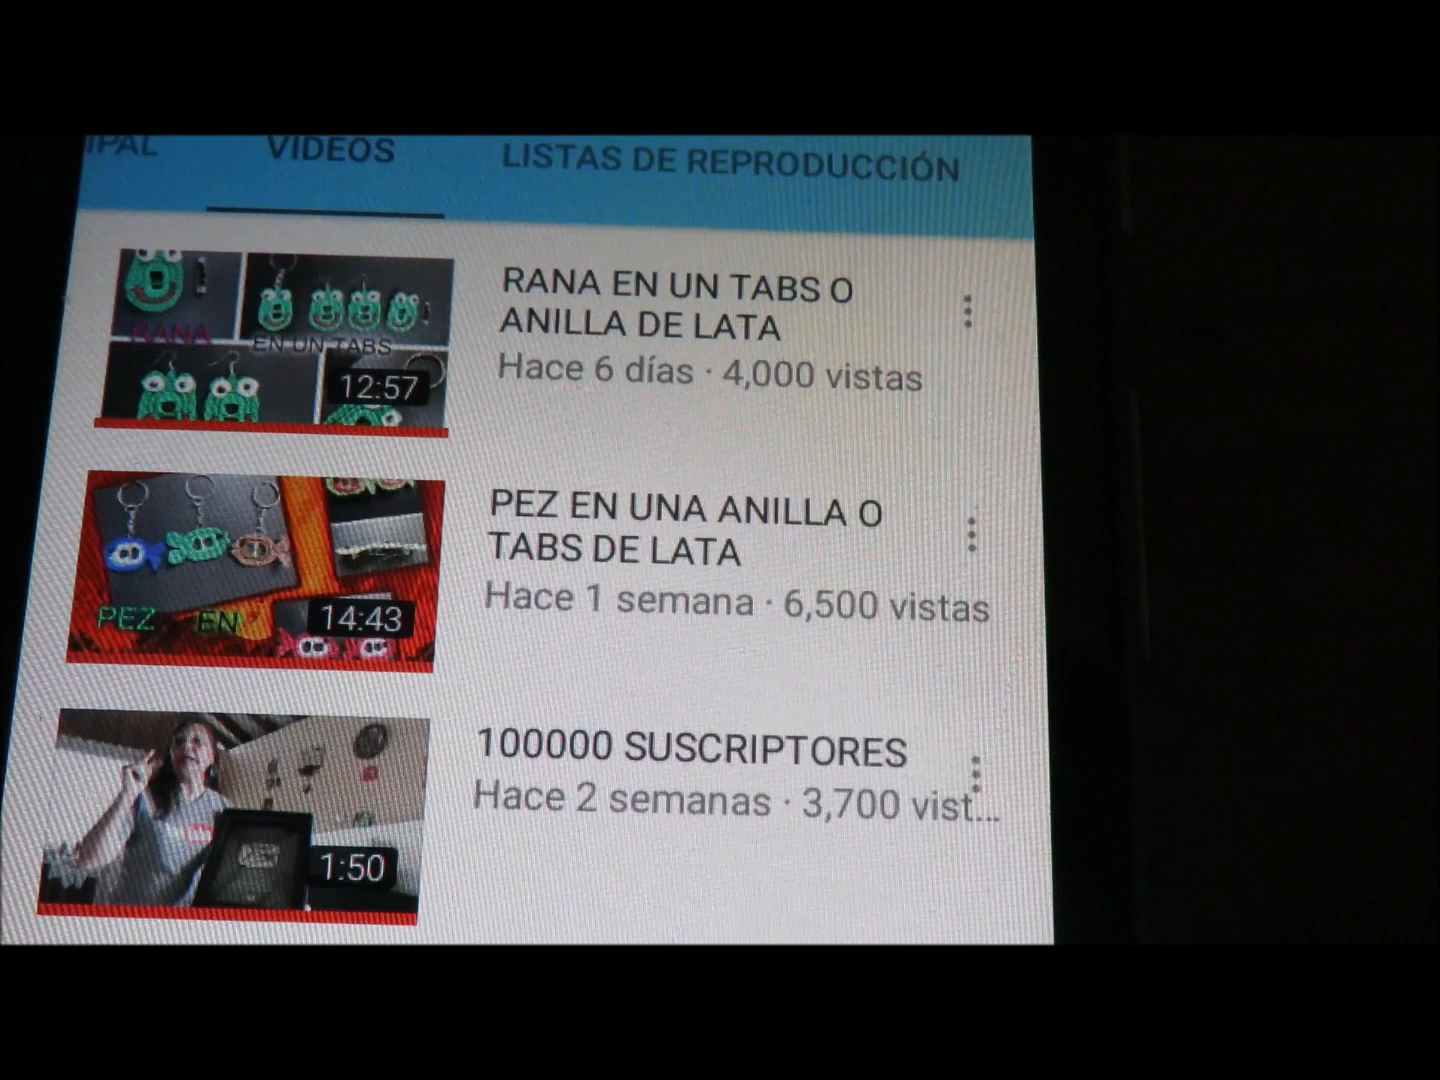 IPAL VIDEOS LISTAS DE REPRODUCCIÓN
RANA
EN UN TABS
12:57
RANA EN UN TABS O
ANILLA DE LATA
Hace 6 días · 4,000 vistas
PEZ EN
14:43
PEZ EN UNA ANILLA O
TABS DE LATA
Hace 1 semana · 6,500 vistas
1:50
100000 SUSCRIPTORES
Hace 2 semanas · 3,700 vist...